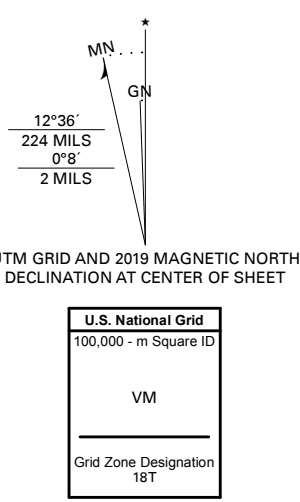 ★
MN
GN
12°36´
224 MILS
0°8´
2 MILS
UTM GRID AND 2019 MAGNETIC NORTH
DECLINATION AT CENTER OF SHEET
U.S. National Grid
100,000 - m Square ID
VM
Grid Zone Designation
18T